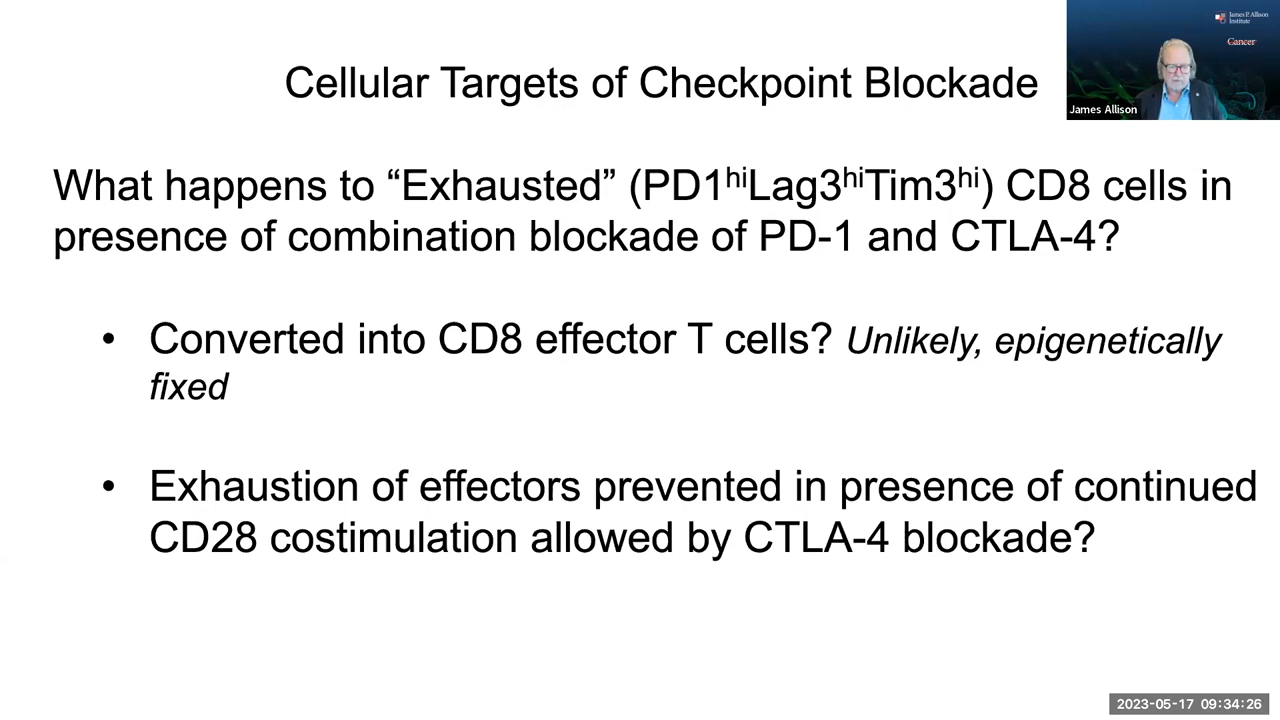 James P. Allison
Institute
Cancer
James Allison
Cellular Targets of Checkpoint Blockade
What happens to “Exhausted” (PD1hiLag3hiTim3hi) CD8 cells in
presence of combination blockade of PD-1 and CTLA-4?
• Converted into CD8 effector T cells? Unlikely, epigenetically
fixed
• Exhaustion of effectors prevented in presence of continued
CD28 costimulation allowed by CTLA-4 blockade?
2023-05-17 09:34:26